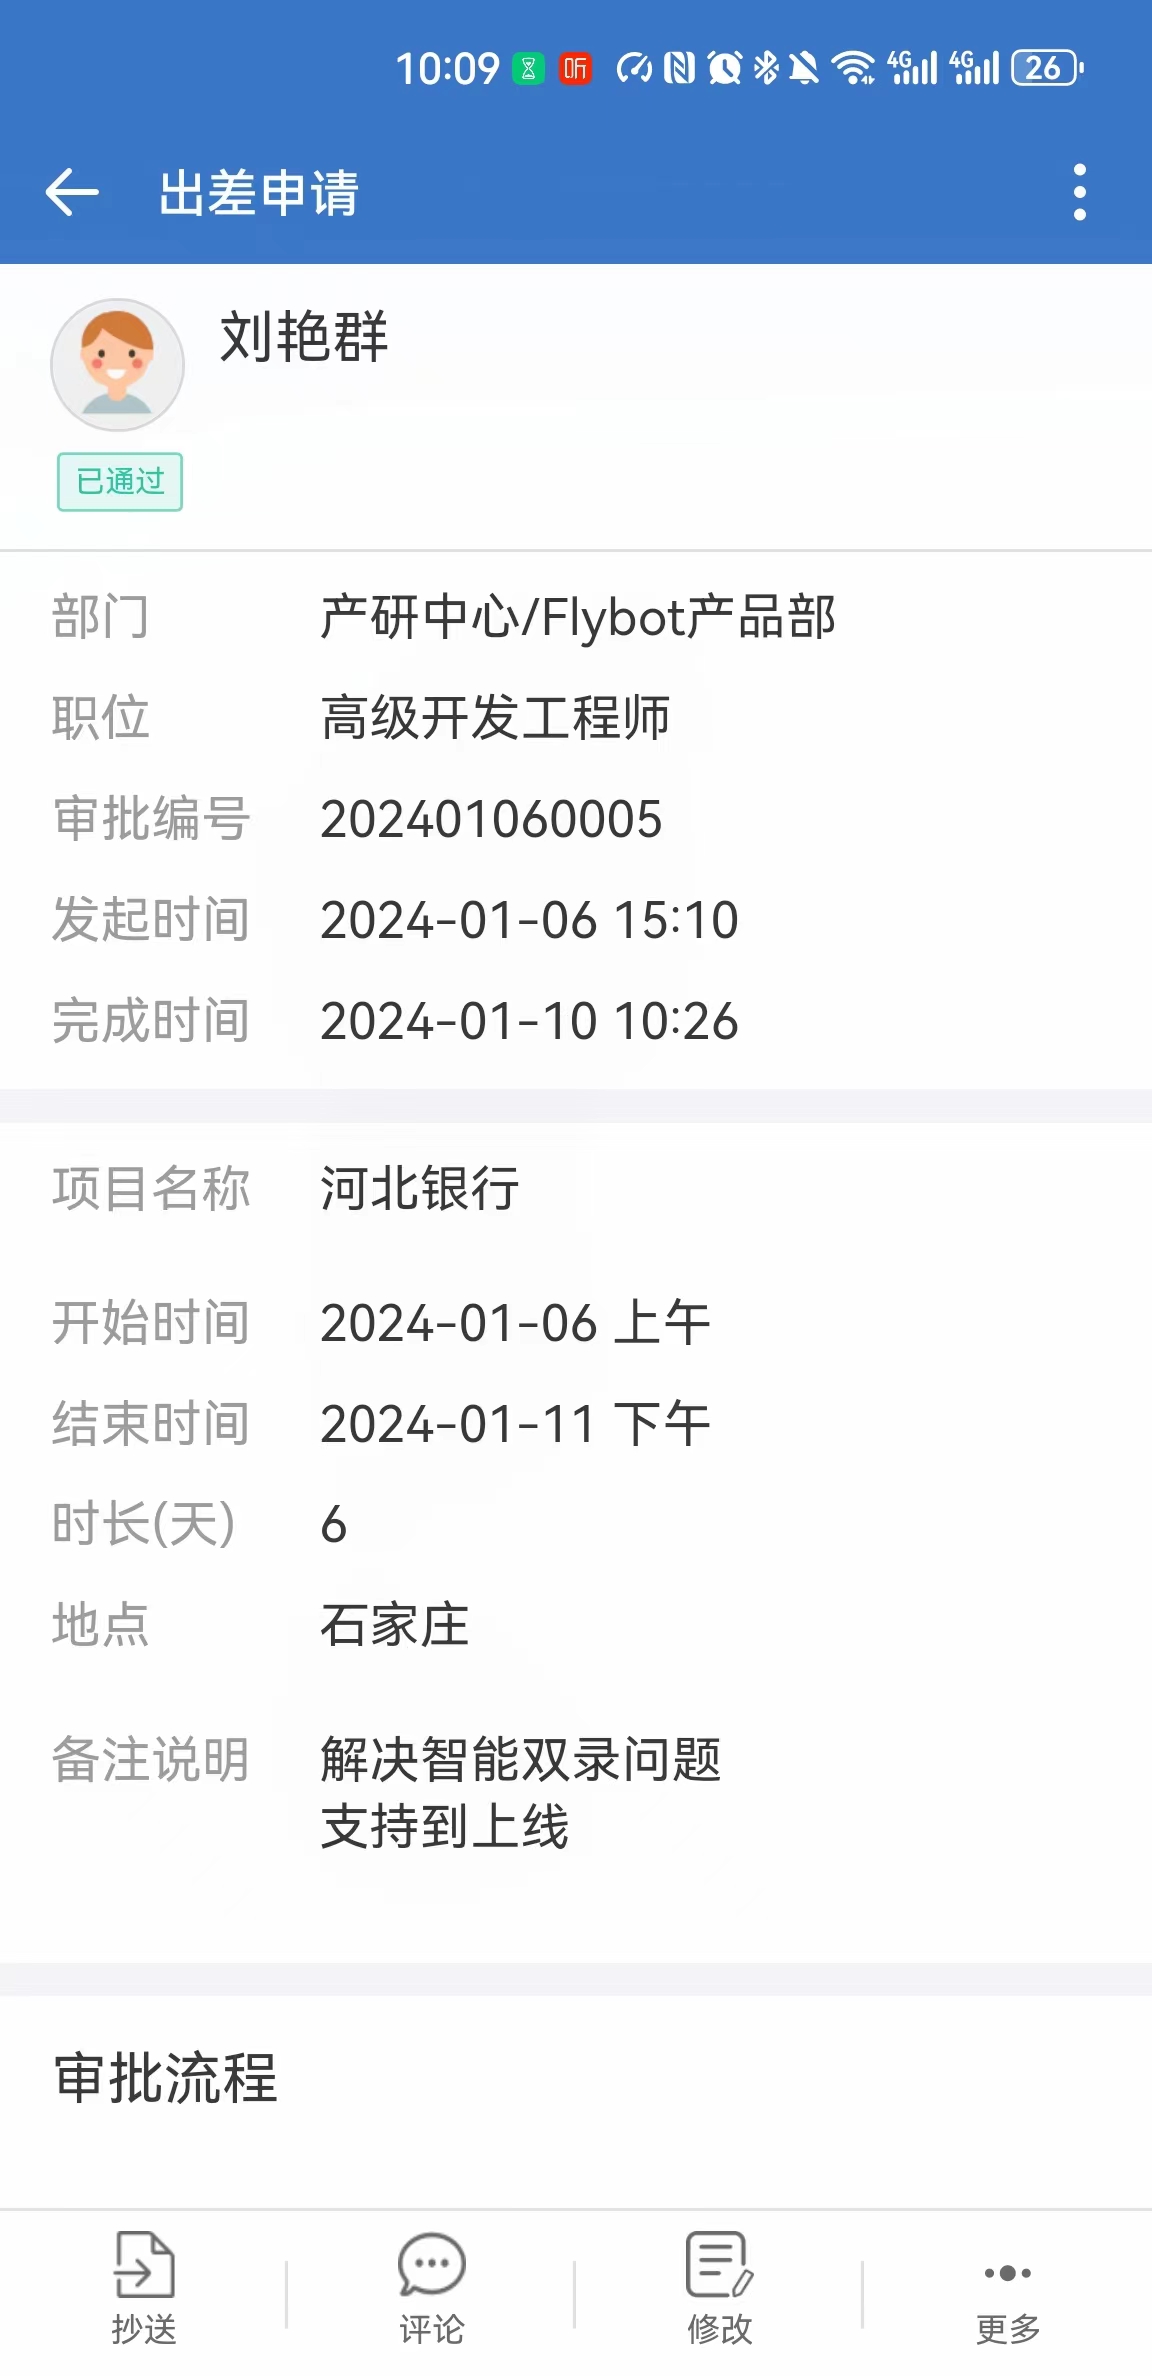 10:09 听 4G 4G 26
出差申请
刘艳群
已通过
部门 产研中心/Flybot产品部
职位 高级开发工程师
审批编号 202401060005
发起时间 2024-01-06 15:10
完成时间 2024-01-10 10:26
项目名称 河北银行
开始时间 2024-01-06 上午
结束时间 2024-01-11 下午
时长(天) 6
地点 石家庄
备注说明 解决智能双录问题
支持到上线
审批流程
抄送 评论 修改 更多